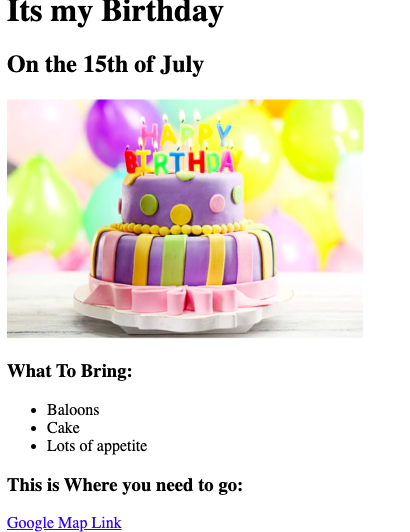 Its my Birthday
On the 15th of July
HAPPY
BIRTHDAY
What To Bring:
Baloons
Cake
Lots of appetite
This is Where you need to go:
Google Map Link